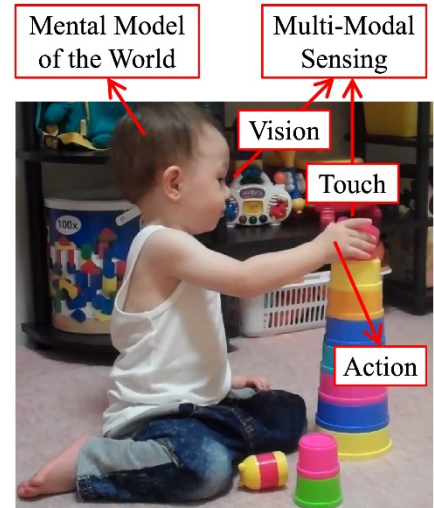 Mental Model
of the World
Multi-Modal
Sensing
Vision
Touch
100x
Action